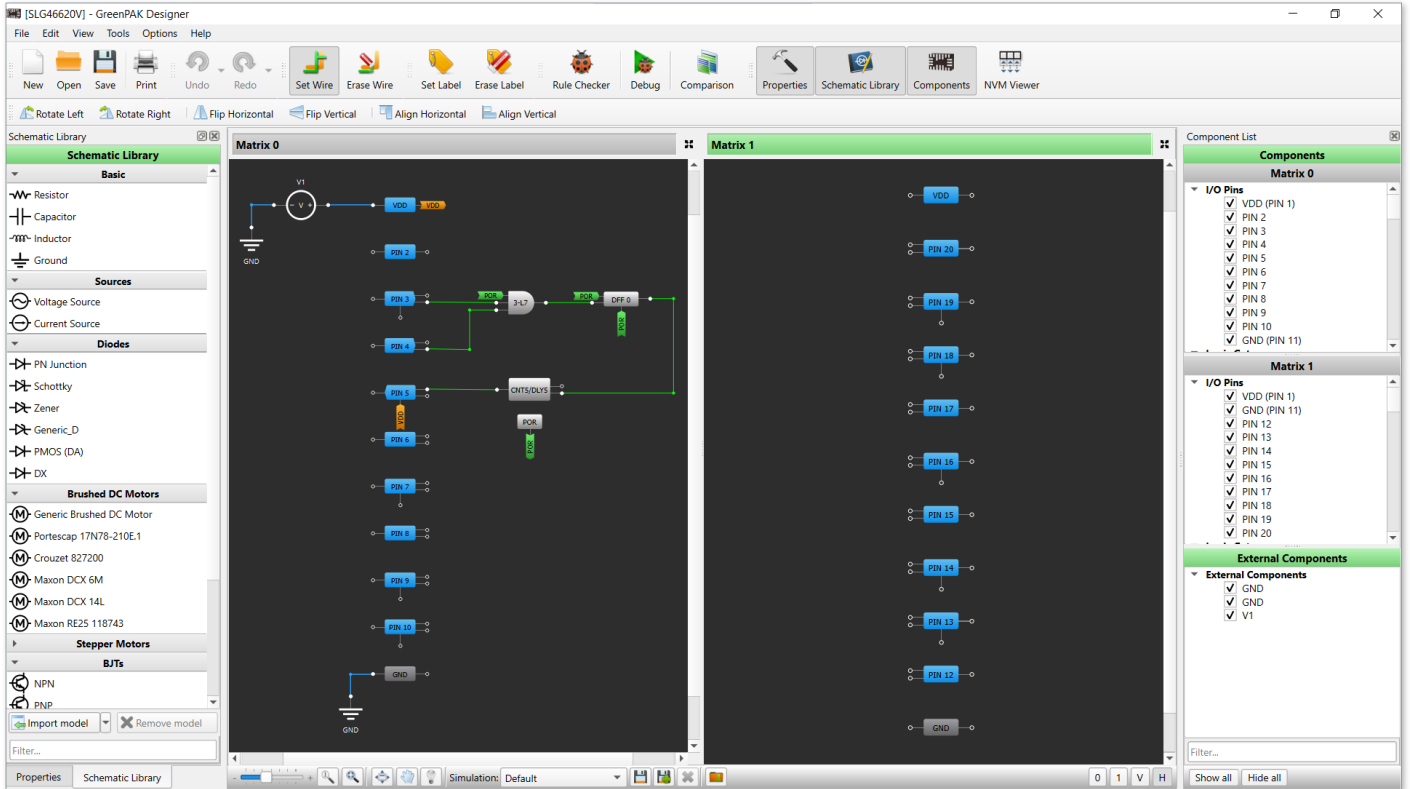 [SLG46620V] - GreenPAK Designer
File Edit View Tools Options Help
New Open Save Print Undo Redo Set Wire Erase Wire Set Label Erase Label Rule Checker Debug Comparison Properties Schematic Library Components NVM Viewer
Rotate Left Rotate Right Flip Horizontal Flip Vertical Align Horizontal Align Vertical
Schematic Library
Schematic Library
Basic
Resistor
Capacitor
Inductor
Ground
Sources
Voltage Source
Current Source
Diodes
PN Junction
Schottky
Zener
Generic_D
PMOS (DA)
DX
Brushed DC Motors
Generic Brushed DC Motor
Portescap 17N78-210E.1
Crouzet 827200
Maxon DCX 6M
Maxon DCX 14L
Maxon RE25 118743
Stepper Motors
BJTs
NPN
PNP
Import model Remove model
Filter...
Properties Schematic Library
Matrix 0
V1
- V +
VDD VDD
GND
PIN 2
PIN 3 POR 3-L7 POR DFF 0
POR
PIN 4
PIN 5 CNT5/DLY5
VDD
POR
POR
PIN 6
PIN 7
PIN 8
PIN 9
PIN 10
GND
GND
Simulation: Default
Matrix 1
VDD
PIN 20
PIN 19
PIN 18
PIN 17
PIN 16
PIN 15
PIN 14
PIN 13
PIN 12
GND
0 1 V H
Component List
Components
Matrix 0
I/O Pins
VDD (PIN 1)
PIN 2
PIN 3
PIN 4
PIN 5
PIN 6
PIN 7
PIN 8
PIN 9
PIN 10
GND (PIN 11)
Matrix 1
I/O Pins
VDD (PIN 1)
GND (PIN 11)
PIN 12
PIN 13
PIN 14
PIN 15
PIN 16
PIN 17
PIN 18
PIN 19
PIN 20
External Components
External Components
GND
GND
V1
Filter...
Show all Hide all